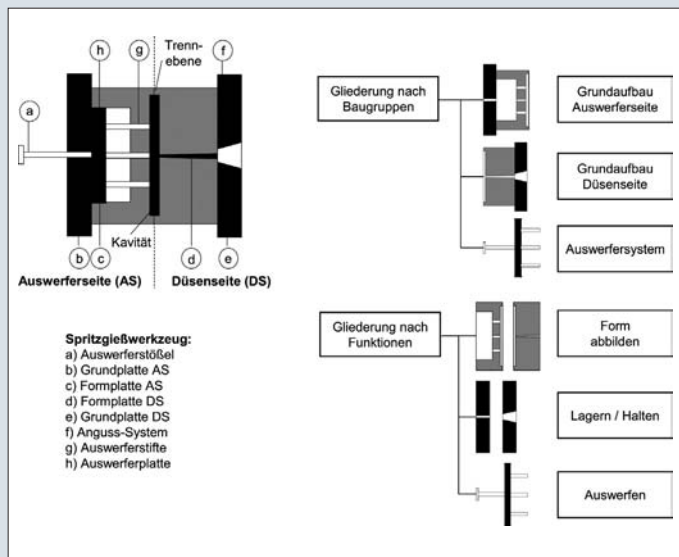 h
g
Trenn-
ebene
f
a
Kavität
b
c
d
e
Auswerferseite (AS)
Düsenseite (DS)
Spritzgießwerkzeug:
a) Auswerferstößel
b) Grundplatte AS
c) Formplatte AS
d) Formplatte DS
e) Grundplatte DS
f) Anguss-System
g) Auswerferstifte
h) Auswerferplatte
Gliederung nach
Baugruppen
Grundaufbau
Auswerferseite
Grundaufbau
Düsenseite
Auswerfersystem
Gliederung nach
Funktionen
Form
abbilden
Lagern / Halten
Auswerfen